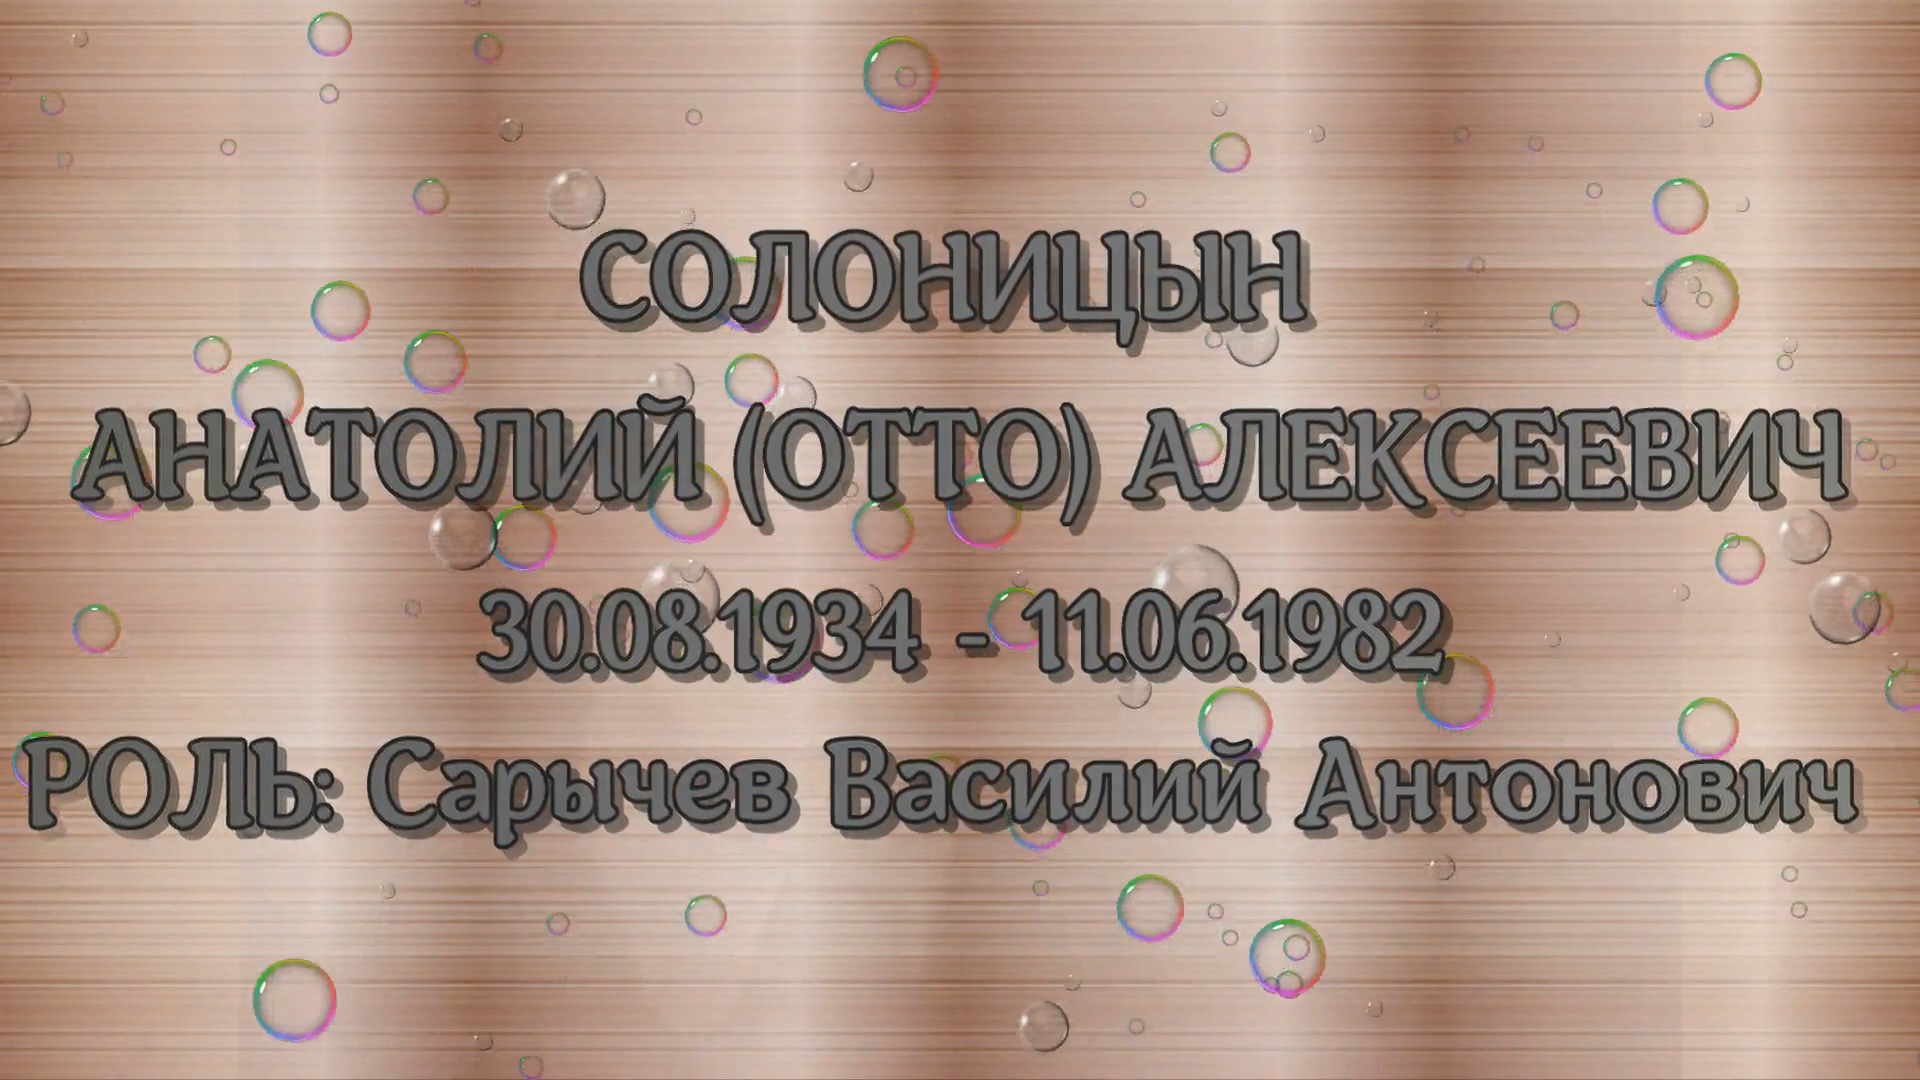 СОЛОНИЦЫН
АНАТОЛИЙ (ОТТО) АЛЕКСЕЕВИЧ
30.08.1934 - 11.06.1982
РОЛЬ: Сарычев Василий Антонович